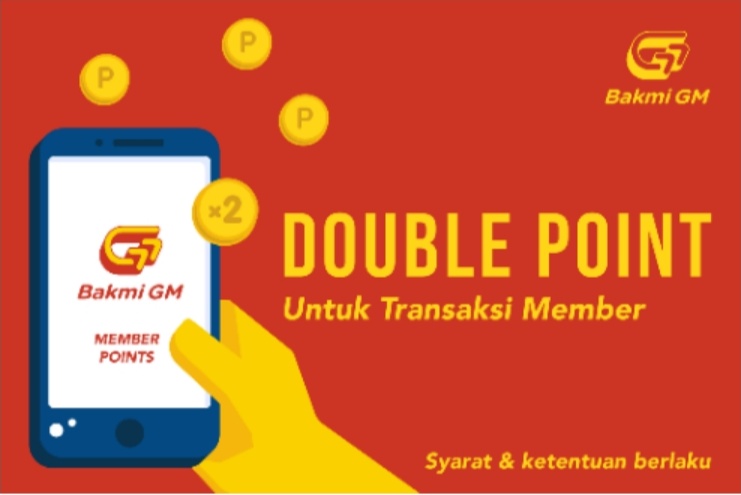 P
P
P
Bakmi GM
×2
DOUBLE POINT
Untuk Transaksi Member
Bakmi GM
MEMBER
POINTS
Syarat & ketentuan berlaku